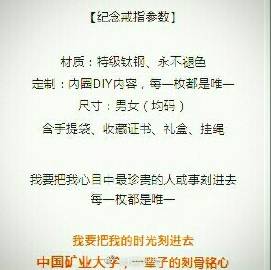 【纪念戒指参数】
材质：特级钛钢、永不褪色
定制：内圈DIY内容，每一枚都是唯一
尺寸：男女（均码）
含手提袋、收藏证书、礼盒、挂绳
我要把我心目中最珍贵的人或事刻进去
每一枚都是唯一
我要把我的时光刻进去
中国矿业大学，一辈子的刻骨铭心